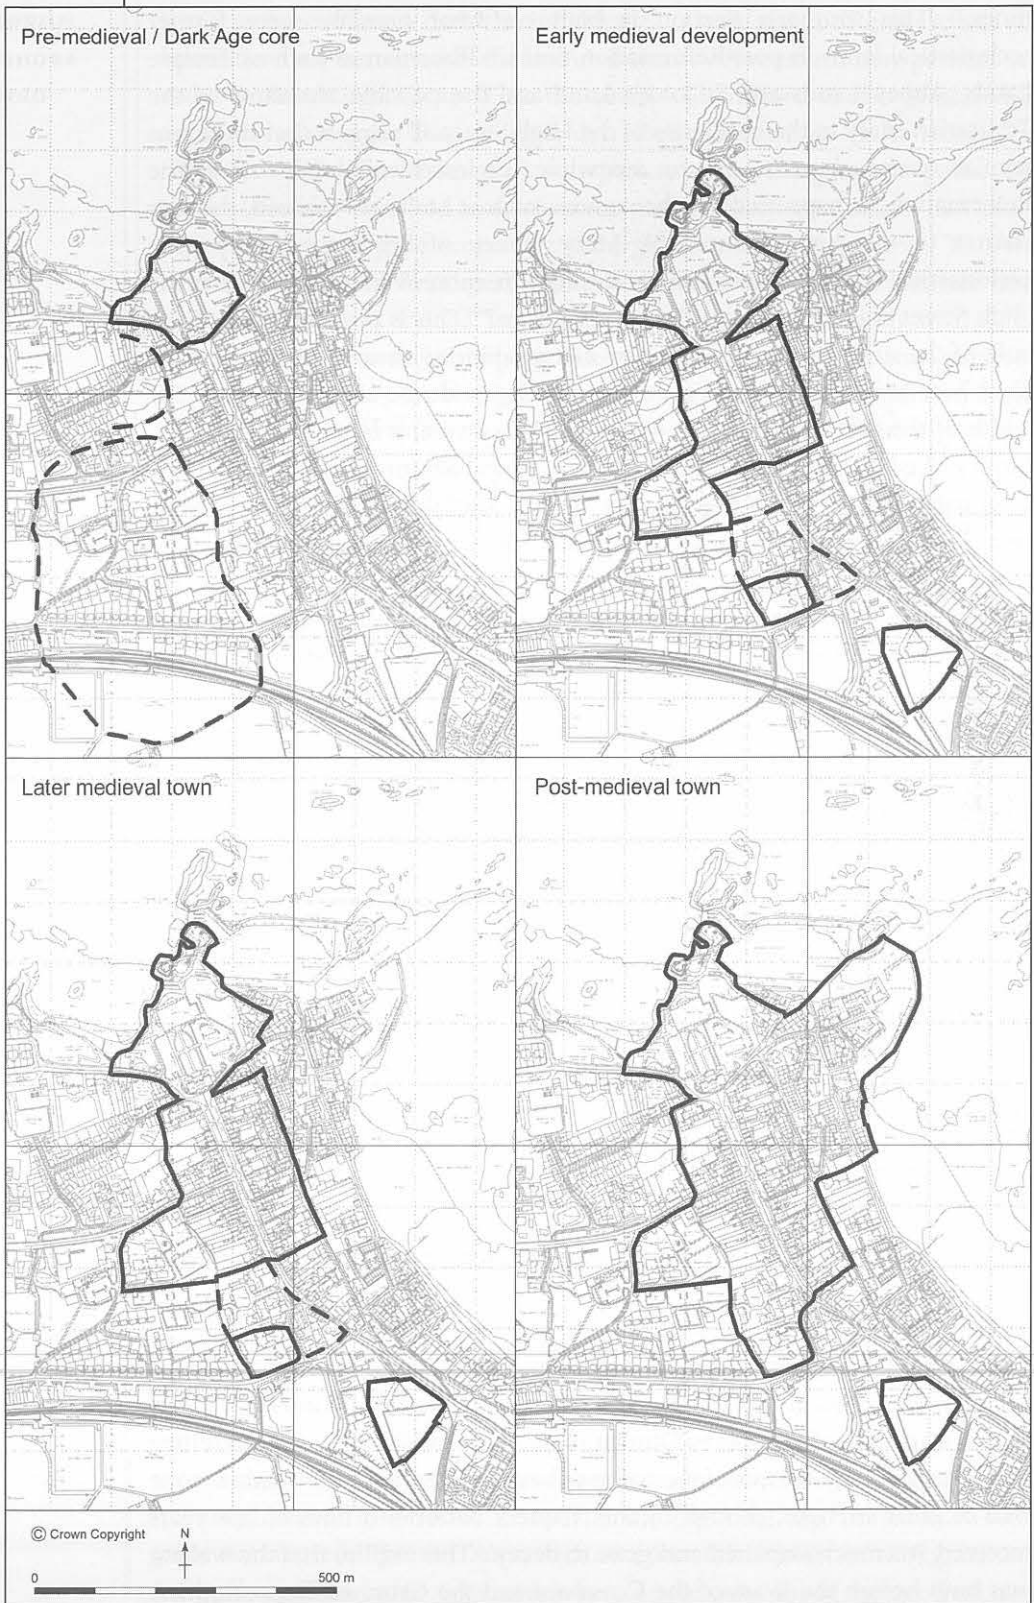 Pre-medieval / Dark Age core
Early medieval development
Later medieval town
Post-medieval town
© Crown Copyright
N
0 500 m